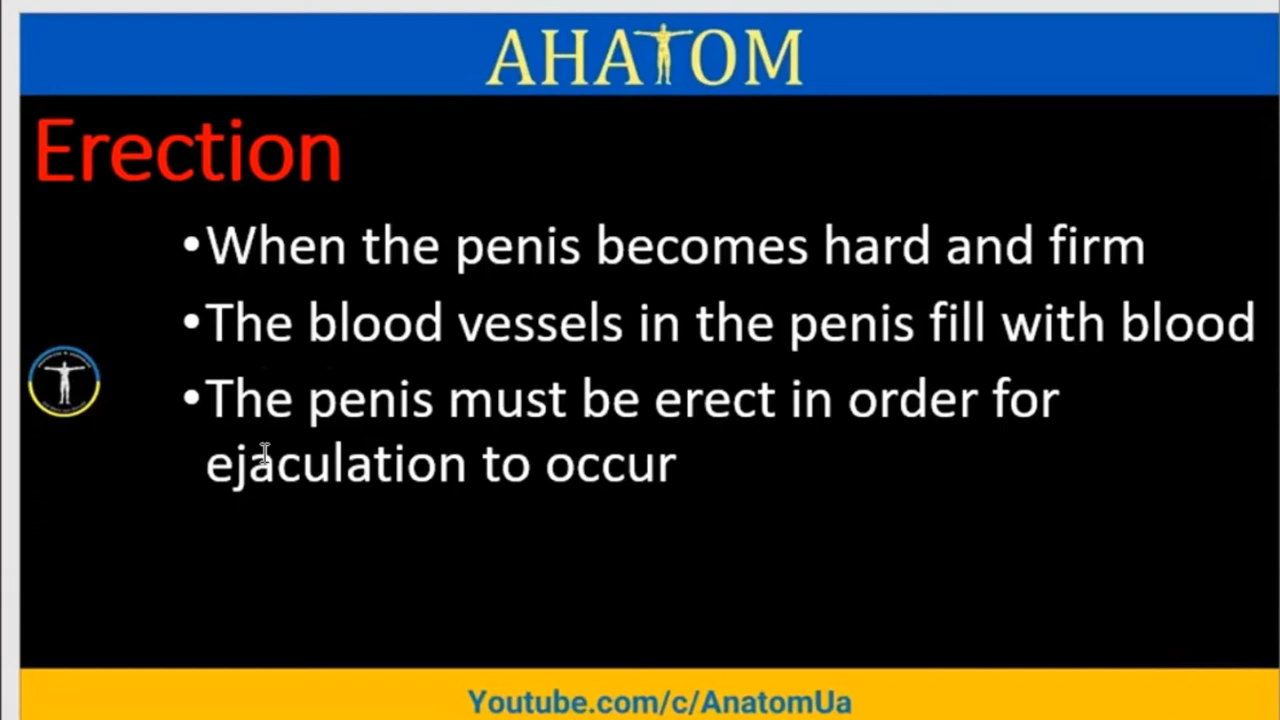 AHATOM
Erection
•When the penis becomes hard and firm
•The blood vessels in the penis fill with blood
•The penis must be erect in order for
ejaculation to occur
Youtube.com/c/AnatomUa